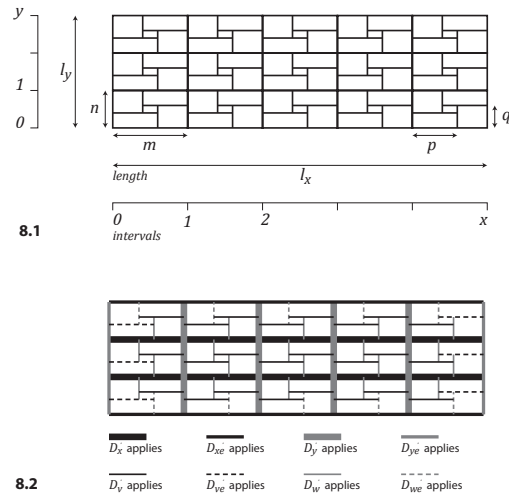 y
l_y
1
n
0
q
m
p
length
l_x
8.1
0 1 2 x
intervals
D_x applies D_xe applies D_y applies D_ye applies
D_v applies D_ve applies D_w applies D_we applies
8.2